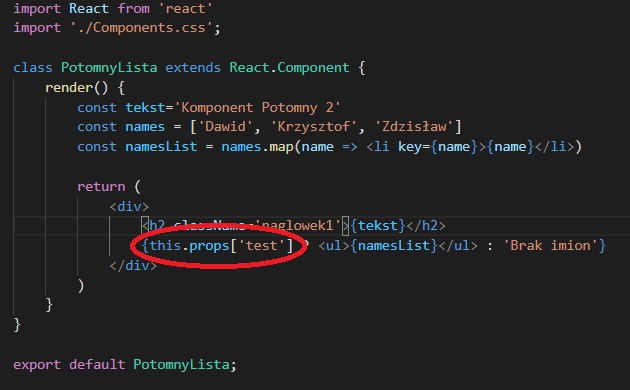 import React from 'react'
import './Components.css';
class PotomnyLista extends React.Component {
render() {
const tekst='Komponent Potomny 2'
const names = ['Dawid', 'Krzysztof', 'Zdzisław']
const namesList = names.map(name => <li key={name}>{name}</li>)
return (
<div>
<h2 className='naglowek1'>{tekst}</h2>
{this.props['test'] ? <ul>{namesList}</ul> : 'Brak imion'}
</div>
)
}
}
export default PotomnyLista;